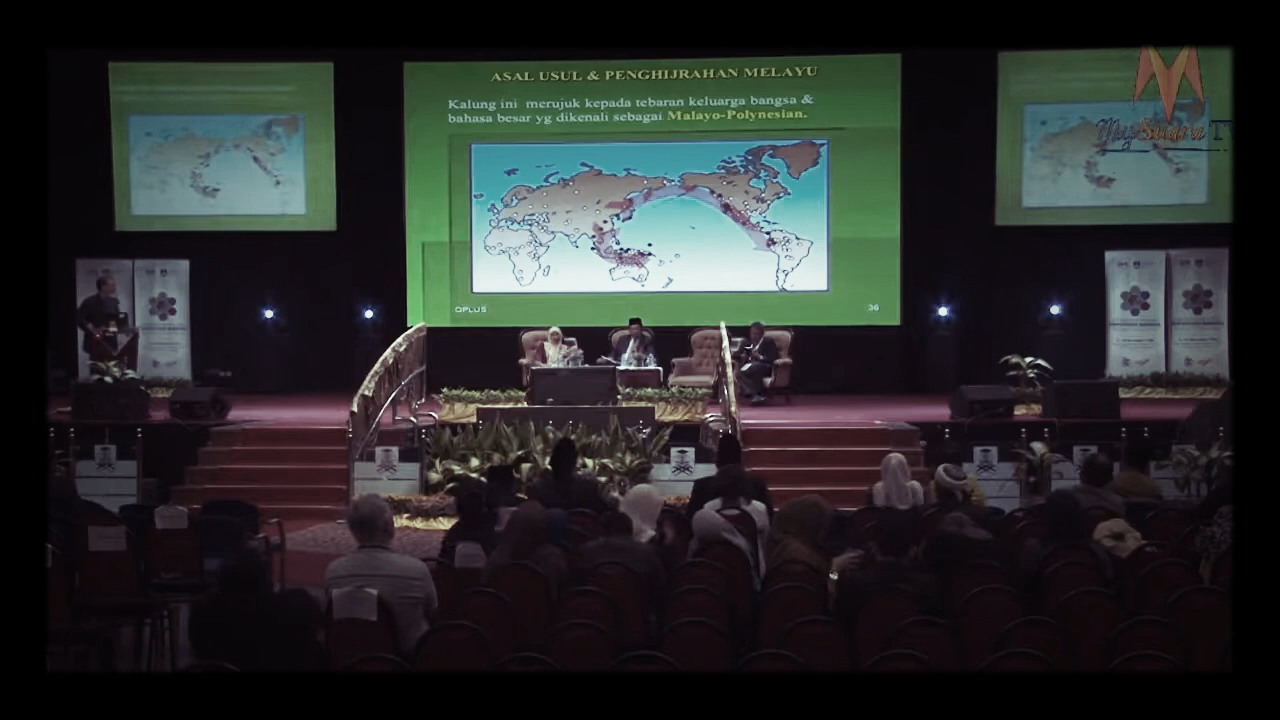 ASAL USUL & PENGHIJRAHAN MELAYU
Kalung ini merujuk kepada tebaran keluarga bangsa &
bahasa besar yg dikenali sebagai Malayo-Polynesian.
QPLUS
36
MySuara TV